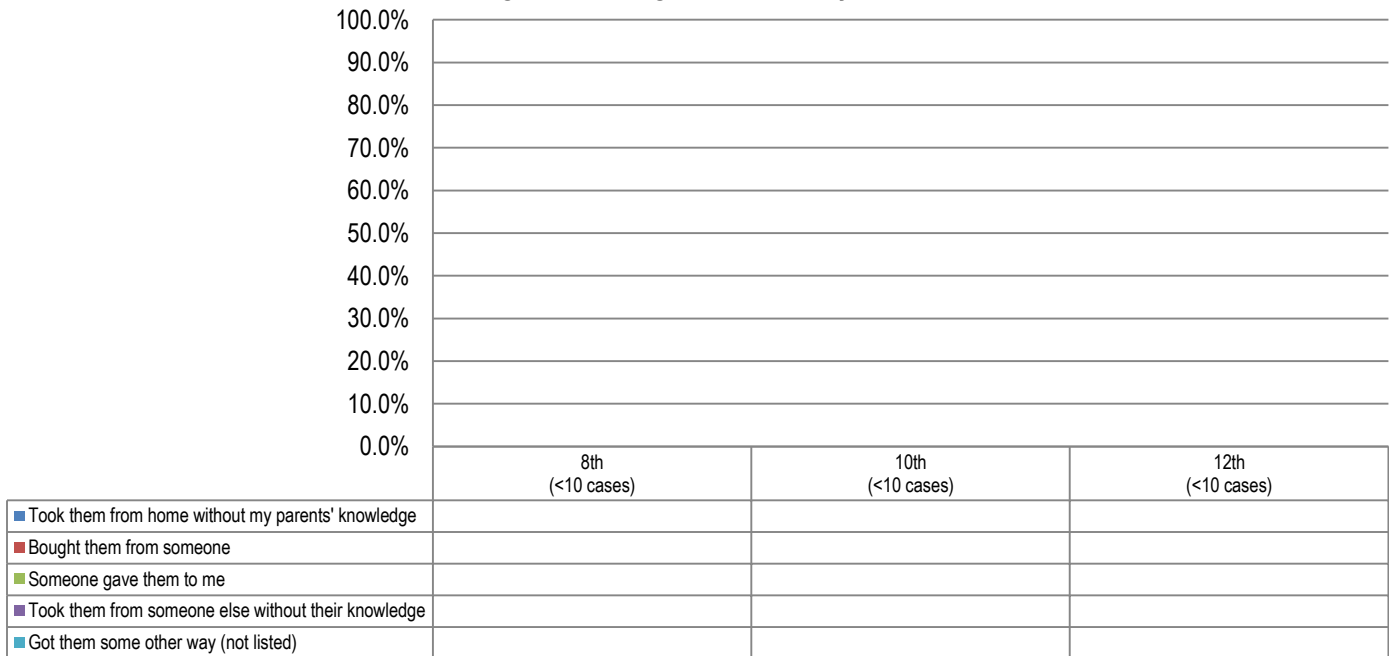 100.0%
90.0%
80.0%
70.0%
60.0%
50.0%
40.0%
30.0%
20.0%
10.0%
0.0%
8th 10th 12th
(<10 cases) (<10 cases) (<10 cases)
Took them from home without my parents' knowledge
Bought them from someone
Someone gave them to me
Took them from someone else without their knowledge
Got them some other way (not listed)